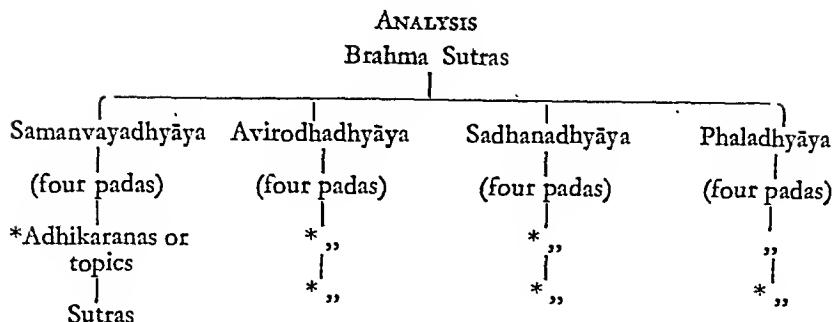 ANALYSIS
Brahma Sutras
Samanvayadhyāya Avirodhadhyāya Sadhanadhyāya Phaladhyāya
(four padas) (four padas) (four padas) (four padas)
*Adhikaranas or * ,, * ,, ,,
topics
* ,, * ,, * ,,
Sutras